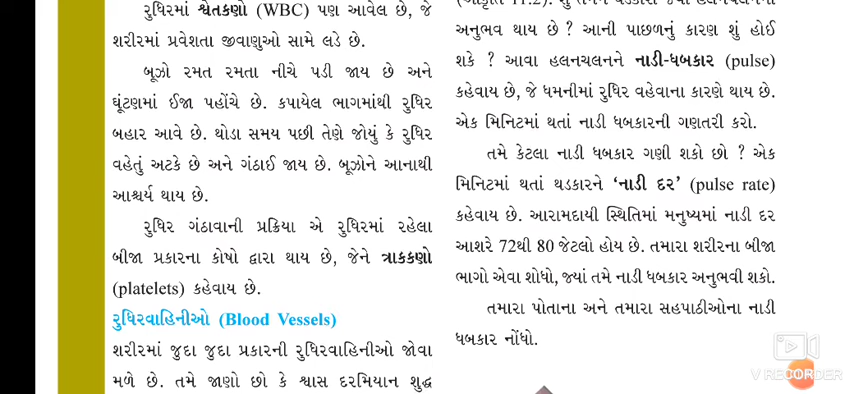 રુધિરમાં શ્વેતકણો (WBC) પણ આવેલ છે, જે
શરીરમાં પ્રવેશતા જીવાણુઓ સામે લડે છે.
બૂઝો રમત રમતા નીચે પડી જાય છે અને
ઘૂંટણમાં ઈજા પહોંચે છે. કપાયેલ ભાગમાંથી રુધિર
બહાર આવે છે. થોડા સમય પછી તેણે જોયું કે રુધિર
વહેતું અટકે છે અને ગંઠાઈ જાય છે. બૂઝોને આનાથી
આશ્ચર્ય થાય છે.
રુધિર ગંઠાવાની પ્રક્રિયા એ રુધિરમાં રહેલા
બીજા પ્રકારના કોષો દ્વારા થાય છે, જેને ત્રાકકણો
(platelets) કહેવાય છે.
રુધિરવાહિનીઓ (Blood Vessels)
શરીરમાં જુદા જુદા પ્રકારની રુધિરવાહિનીઓ જોવા
મળે છે. તમે જાણો છો કે શ્વાસ દરમિયાન શુદ્ધ
અનુભવ થાય છે ? આની પાછળનું કારણ શું હોઈ
શકે ? આવા હલનચલનને નાડી-ધબકાર (pulse)
કહેવાય છે, જે ધમનીમાં રુધિર વહેવાના કારણે થાય છે.
એક મિનિટમાં થતાં નાડી ધબકારની ગણતરી કરો.
તમે કેટલા નાડી ધબકાર ગણી શકો છો ? એક
મિનિટમાં થતાં થડકારને ‘નાડી દર’ (pulse rate)
કહેવાય છે. આરામદાયી સ્થિતિમાં મનુષ્યમાં નાડી દર
આશરે 72થી 80 જેટલો હોય છે. તમારા શરીરના બીજા
ભાગો એવા શોધો, જ્યાં તમે નાડી ધબકાર અનુભવી શકો.
તમારા પોતાના અને તમારા સહપાઠીઓના નાડી
ધબકાર નોંધો.
V RECORDER